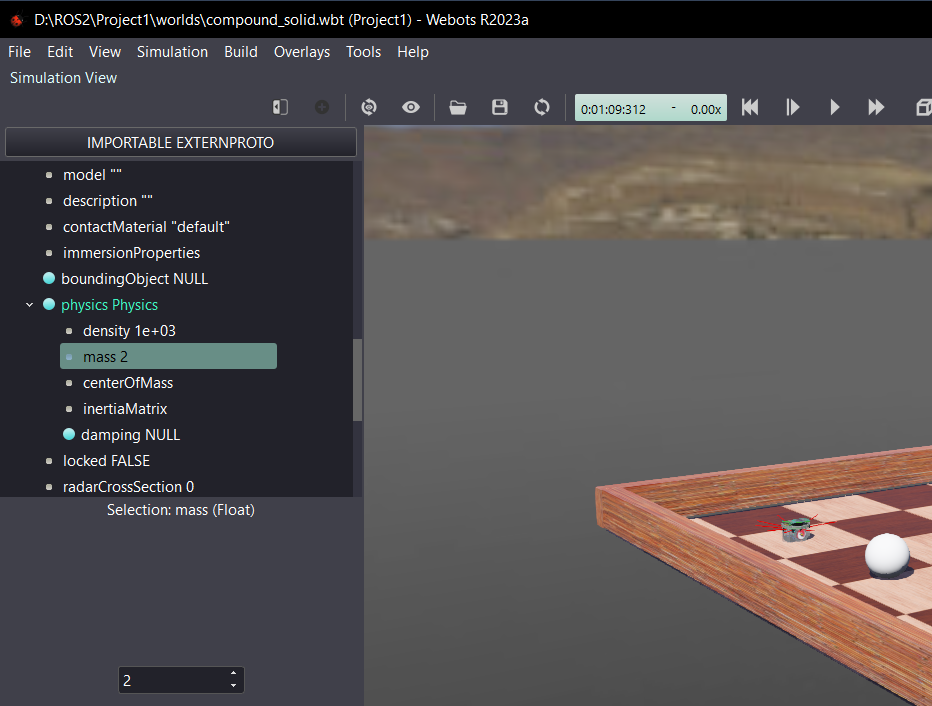 D:\ROS2\Project1\worlds\compound_solid.wbt (Project1) - Webots R2023a
File Edit View Simulation Build Overlays Tools Help
Simulation View
0:01:09:312 - 0.00x
IMPORTABLE EXTERNPROTO
model ""
description ""
contactMaterial "default"
immersionProperties
boundingObject NULL
physics Physics
density 1e+03
mass 2
centerOfMass
inertiaMatrix
damping NULL
locked FALSE
radarCrossSection 0
Selection: mass (Float)
2